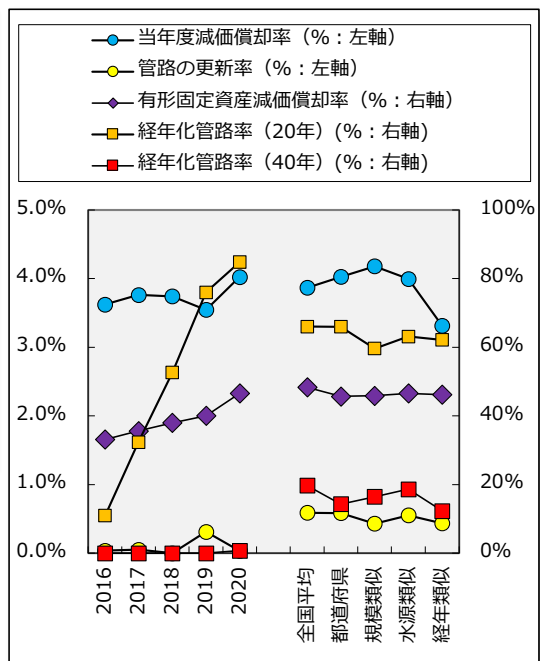 当年度減価償却率（%：左軸）
管路の更新率（%：左軸）
有形固定資産減価償却率（%：右軸）
経年化管路率（20年）(%：右軸)
経年化管路率（40年）(%：右軸)
5.0% 100%
4.0% 80%
3.0% 60%
2.0% 40%
1.0% 20%
0.0% 0%
2016
2017
2018
2019
2020
全国平均
都道府県
規模類似
水源類似
経年類似